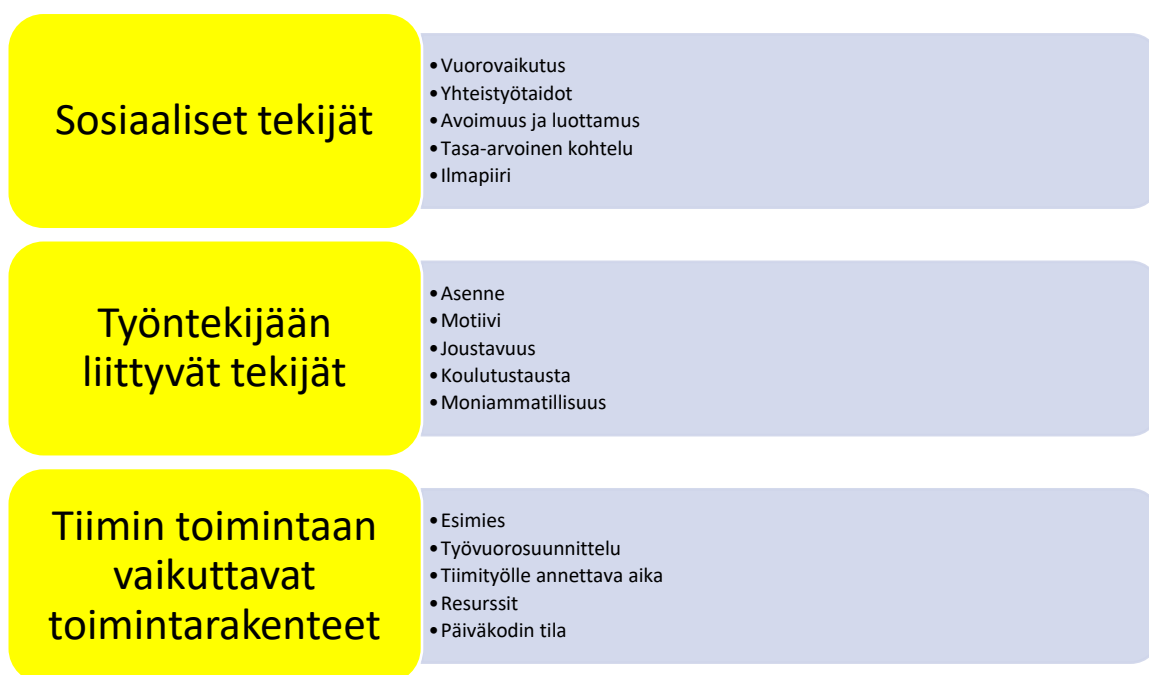 Sosiaaliset tekijät
•Vuorovaikutus
•Yhteistyötaidot
•Avoimuus ja luottamus
•Tasa-arvoinen kohtelu
•Ilmapiiri
Työntekijään
liittyvät tekijät
•Asenne
•Motiivi
•Joustavuus
•Koulutustausta
•Moniammatillisuus
Tiimin toimintaan
vaikuttavat
toimintarakenteet
•Esimies
•Työvuorosuunnittelu
•Tiimityölle annettava aika
•Resurssit
•Päiväkodin tila